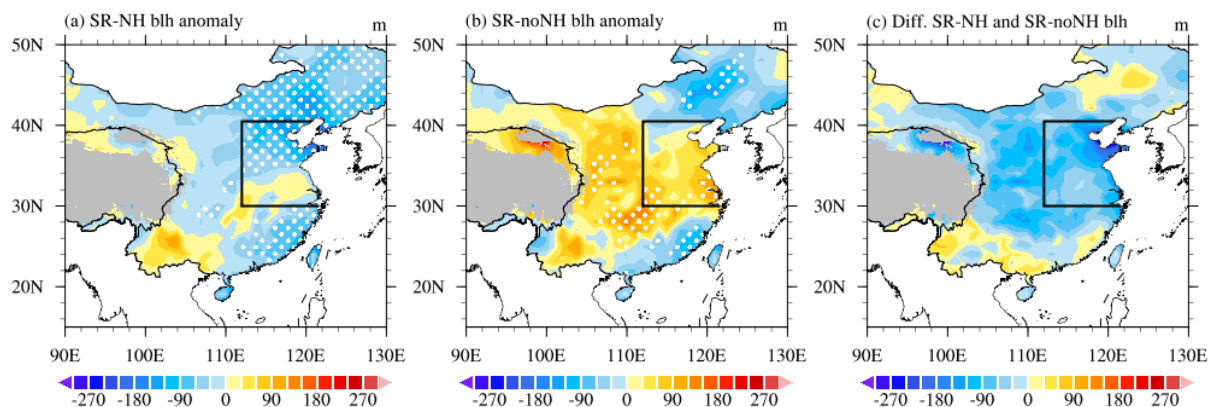 (a) SR-NH blh anomaly m
(b) SR-noNH blh anomaly m
(c) Diff. SR-NH and SR-noNH blh m
50N 50N 50N
40N 40N 40N
30N 30N 30N
20N 20N 20N
90E 100E 110E 120E 130E 90E 100E 110E 120E 130E 90E 100E 110E 120E 130E
-270 -180 -90 0 90 180 270 -270 -180 -90 0 90 180 270 -270 -180 -90 0 90 180 270